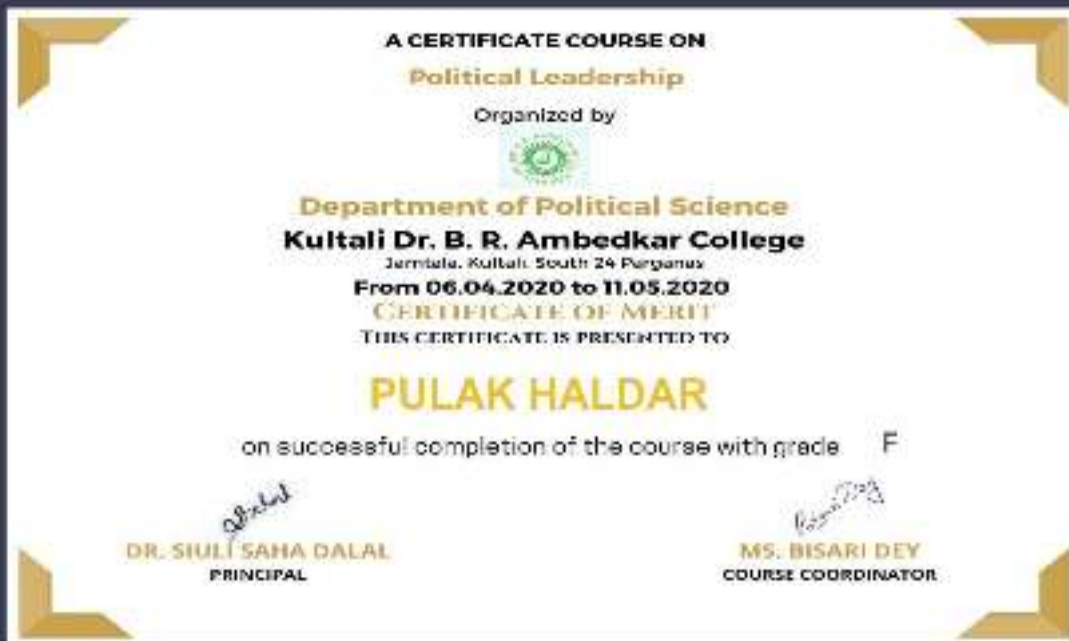 A CERTIFICATE COURSE ON
Political Leadership
Organized by
Department of Political Science
Kultali Dr. B. R. Ambedkar College
Jamtala, Kultali, South 24 Parganas
From 06.04.2020 to 11.05.2020
CERTIFICATE OF MERIT
THIS CERTIFICATE IS PRESENTED TO
PULAK HALDAR
on successful completion of the course with grade F
DR. SIULI SAHA DALAL
PRINCIPAL
MS. BISARI DEY
COURSE COORDINATOR